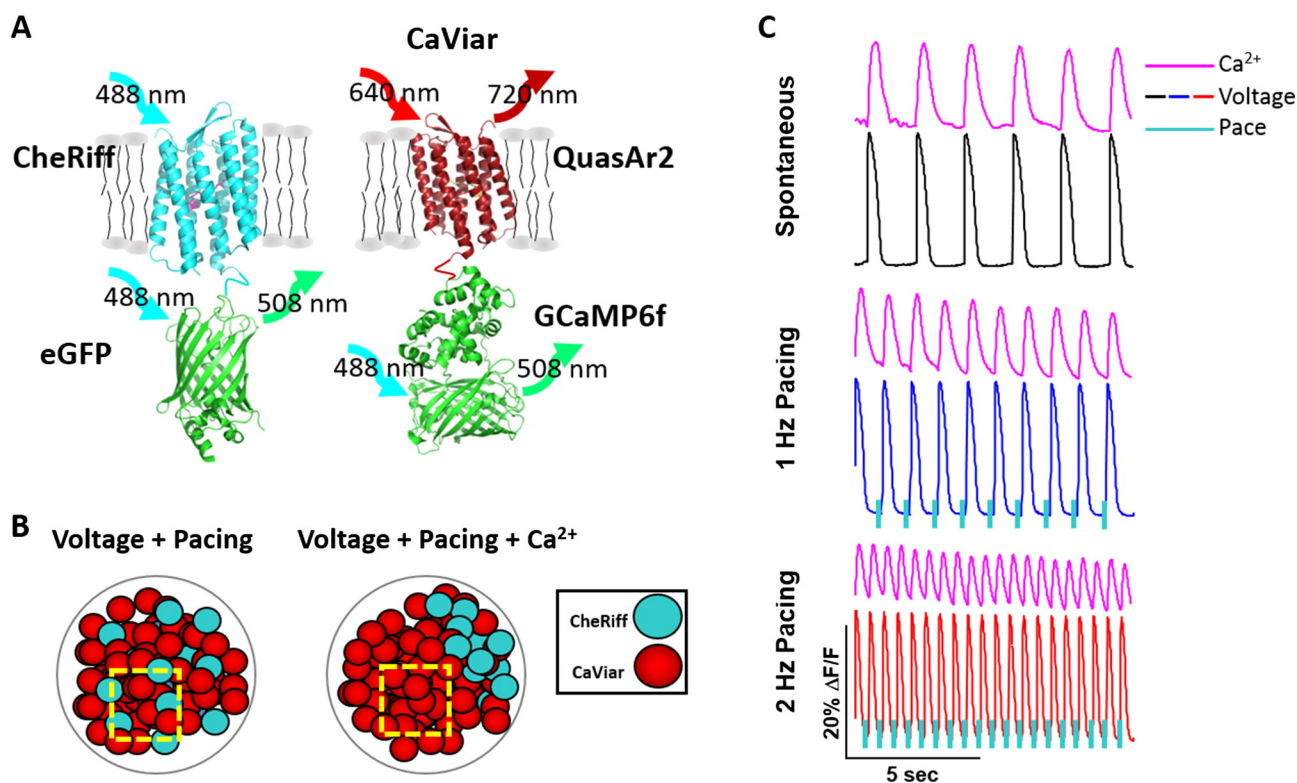 A
CaViar
488 nm
640 nm
720 nm
CheRiff
QuasAr2
488 nm
508 nm
eGFP
GCaMP6f
488 nm
508 nm
B
Voltage + Pacing
Voltage + Pacing + Ca²⁺
CheRiff
CaViar
C
Ca²⁺
Voltage
Pace
Spontaneous
1 Hz Pacing
2 Hz Pacing
20% ΔF/F
5 sec